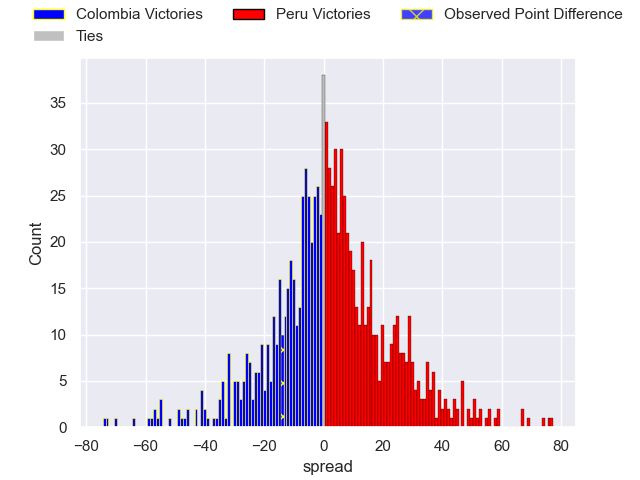 Colombia Victories Peru Victories Observed Point Difference
Ties
35
30
25
20
15
10
5
0
Count
−80 −60 −40 −20 0 20 40 60 80
spread